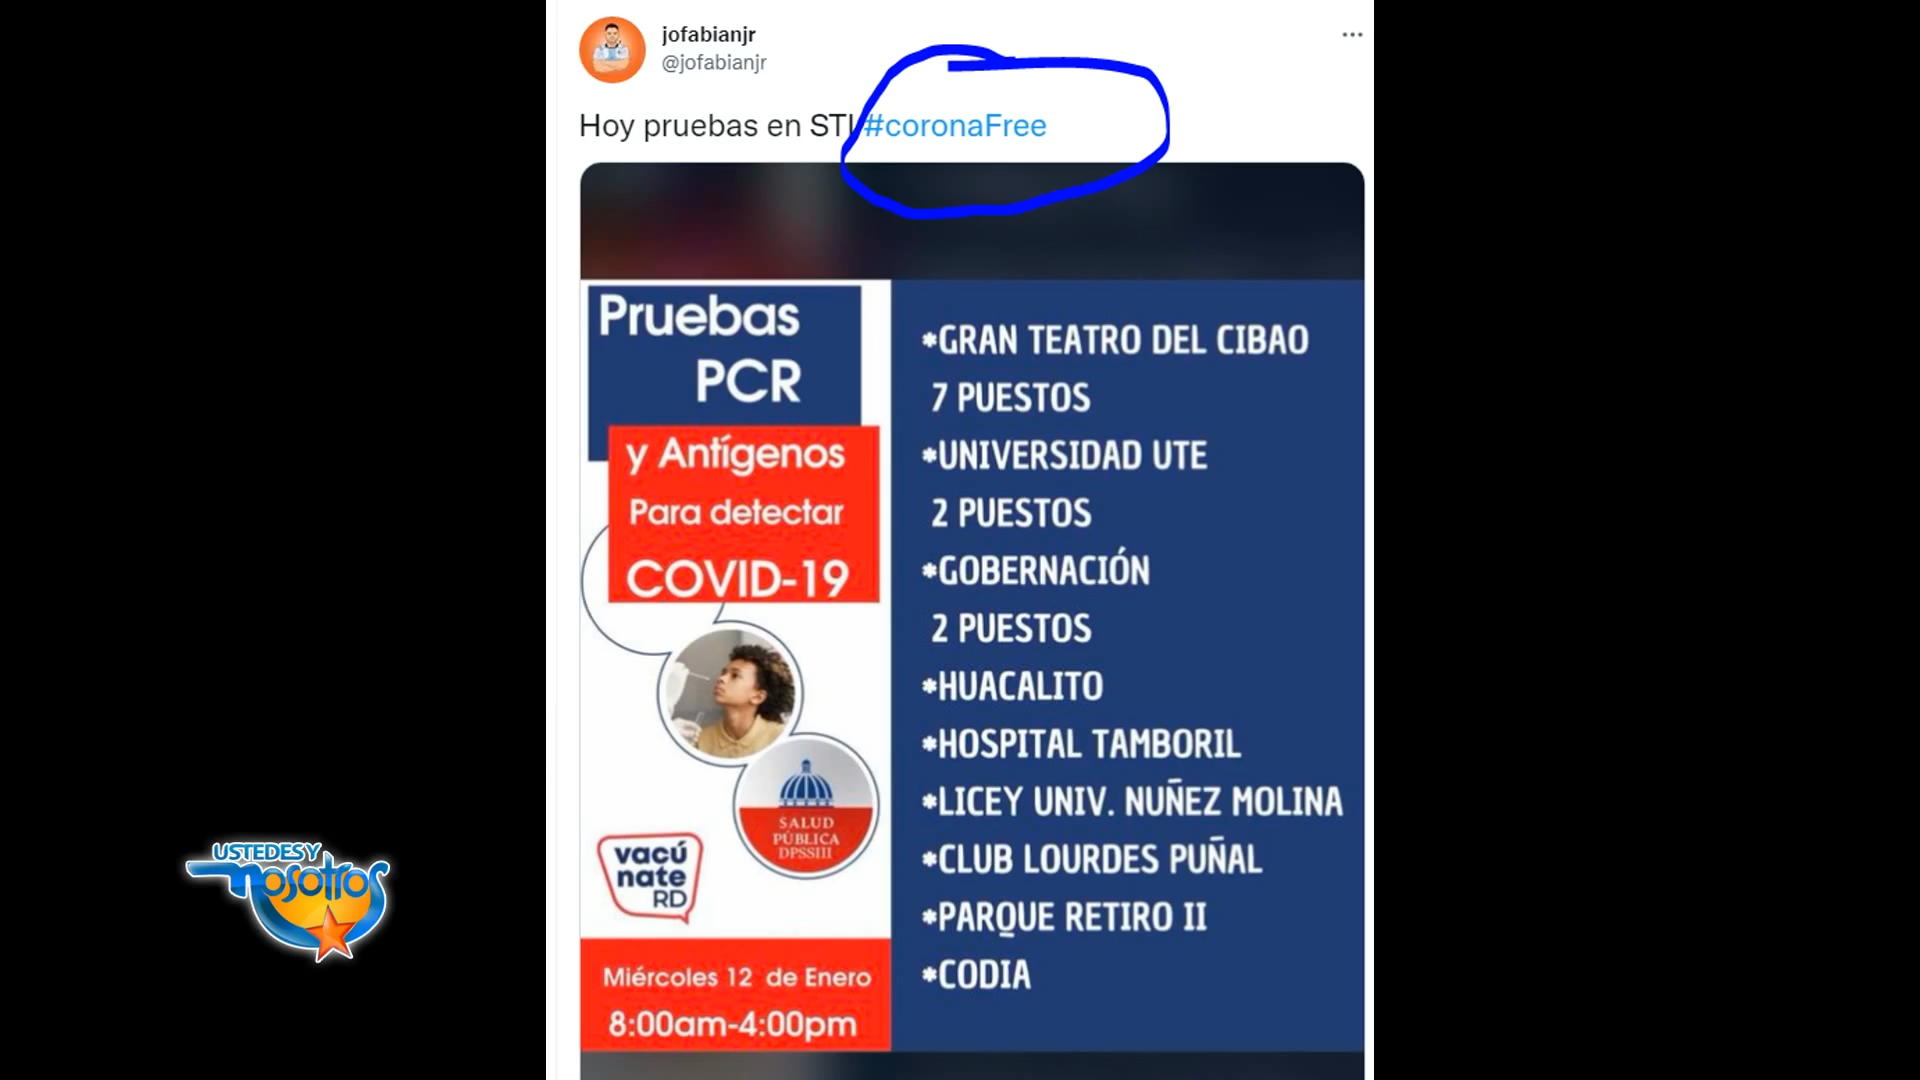 jofabianjr
@jofabianjr
Hoy pruebas en STI #coronaFree
Pruebas
PCR
y Antígenos
Para detectar
COVID-19
SALUD
PÚBLICA
DPSSIII
vacú
nate
RD
Miércoles 12 de Enero
8:00am-4:00pm
*GRAN TEATRO DEL CIBAO
7 PUESTOS
*UNIVERSIDAD UTE
2 PUESTOS
*GOBERNACIÓN
2 PUESTOS
*HUACALITO
*HOSPITAL TAMBORIL
*LICEY UNIV. NUÑEZ MOLINA
*CLUB LOURDES PUÑAL
*PARQUE RETIRO II
*CODIA
USTEDES Y
nosotros